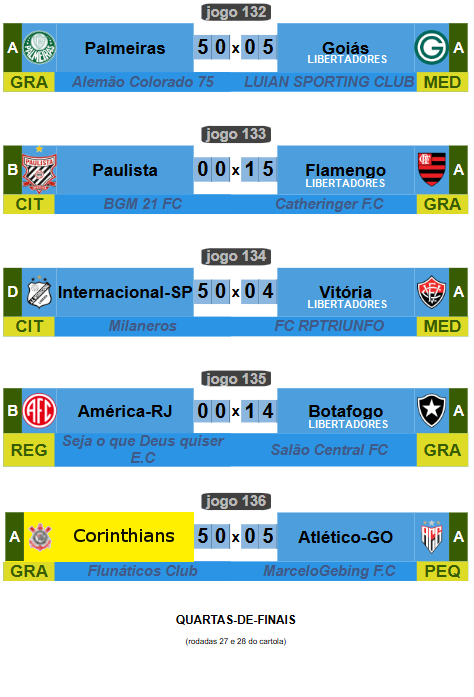 jogo 132
A Palmeiras 5 0 x 0 5 Goiás A
LIBERTADORES
GRA Alemão Colorado 75 LUIAN SPORTING CLUB MED
jogo 133
B Paulista 0 0 x 1 5 Flamengo A
LIBERTADORES
CIT BGM 21 FC Catheringer F.C GRA
jogo 134
D Internacional-SP 5 0 x 0 4 Vitória A
LIBERTADORES
CIT Milaneros FC RPTRIUNFO MED
jogo 135
B América-RJ 0 0 x 1 4 Botafogo A
LIBERTADORES
REG Seja o que Deus quiser Salão Central FC GRA
E.C
jogo 136
A Corinthians 5 0 x 0 5 Atlético-GO A
GRA Flunáticos Club MarceloGebing F.C PEQ
QUARTAS-DE-FINAIS
(rodadas 27 e 28 do cartola)